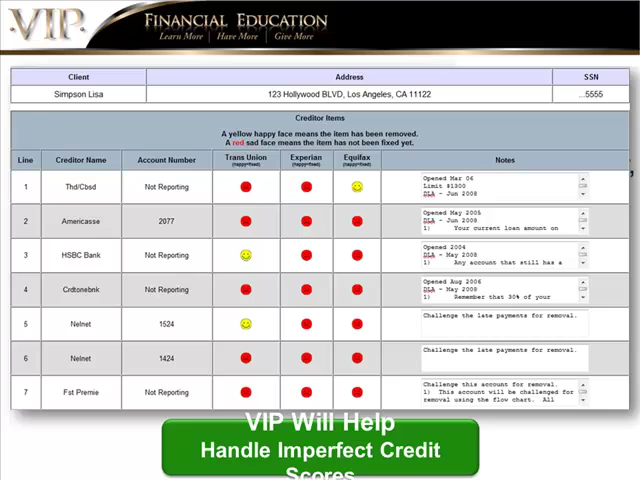 VIP FINANCIAL EDUCATION
Learn More | Have More | Give More
Client Address SSN
Simpson Lisa 123 Hollywood BLVD, Los Angeles, CA 11122 ...5555
Creditor Items
A yellow happy face means the item has been removed.
A red sad face means the item has not been fixed yet.
Line Creditor Name Account Number Trans Union Experian Equifax Notes
(happy=fixed) (happy=fixed) (happy=fixed)
1 Thd/Cbsd Not Reporting Opened Mar 06
Limit $1300
DLA - Jun 2008
2 Americasse 2077 Opened May 2005
DLA - Jun 2008
1) Your current loan amount on
3 HSBC Bank Not Reporting Opened 2004
DLA - May 2008
1) Any account that still has a
4 Crdtonebnk Not Reporting Opened Aug 2006
DLA - May 2008
1) Remember that 30% of your
5 Nelnet 1524 Challenge the late payments for removal.
6 Nelnet 1424 Challenge the late payments for removal.
7 Fst Premie Not Reporting Challenge this account for removal.
1) This account will be challenged for
removal using the flow chart. All
VIP Will Help
Handle Imperfect Credit
Scores